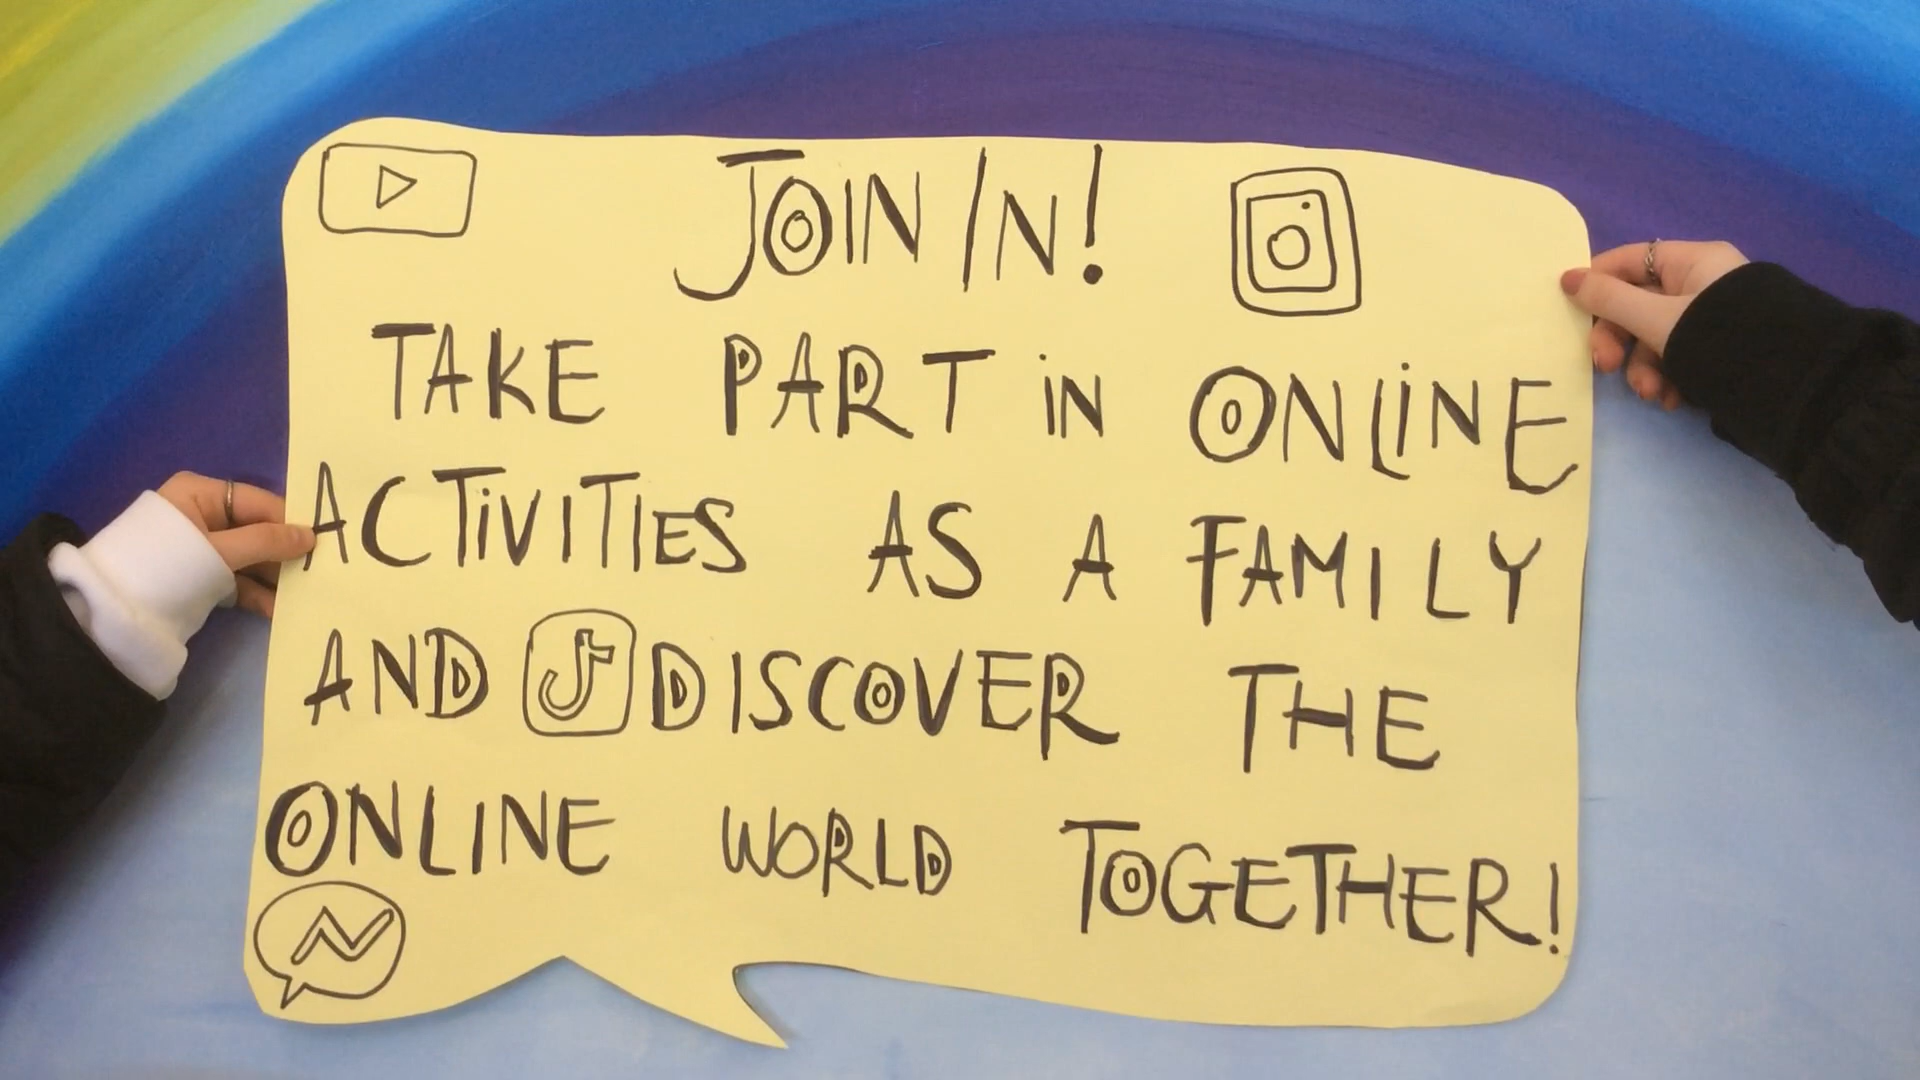 JOIN IN!
TAKE PART IN ONLINE
ACTIVITIES AS A FAMILY
AND DISCOVER THE
ONLINE WORLD TOGETHER!